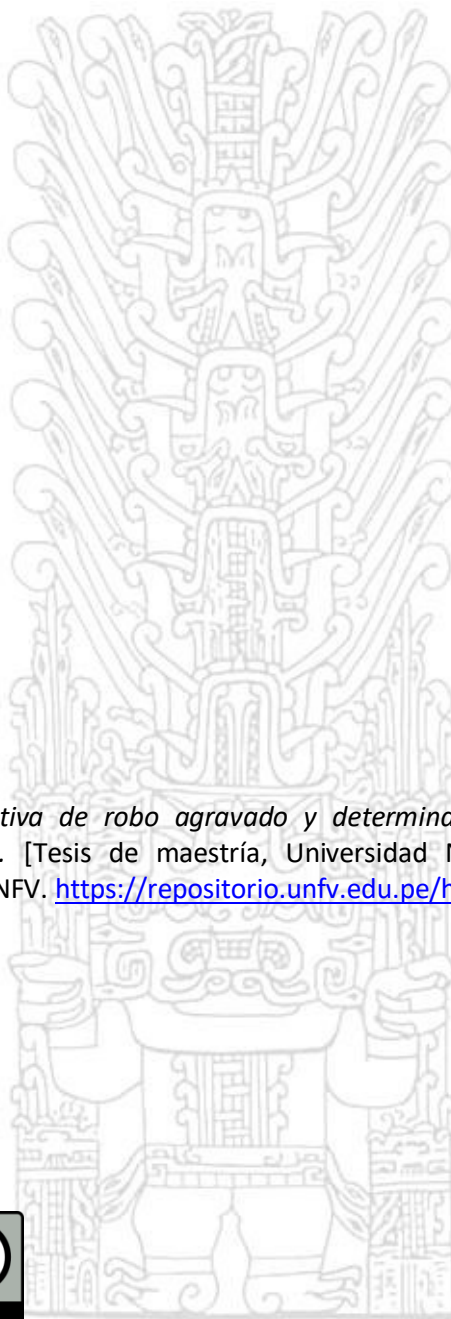 tiva de robo agravado y determina
. [Tesis de maestría, Universidad N
NFV. https://repositorio.unfv.edu.pe/h